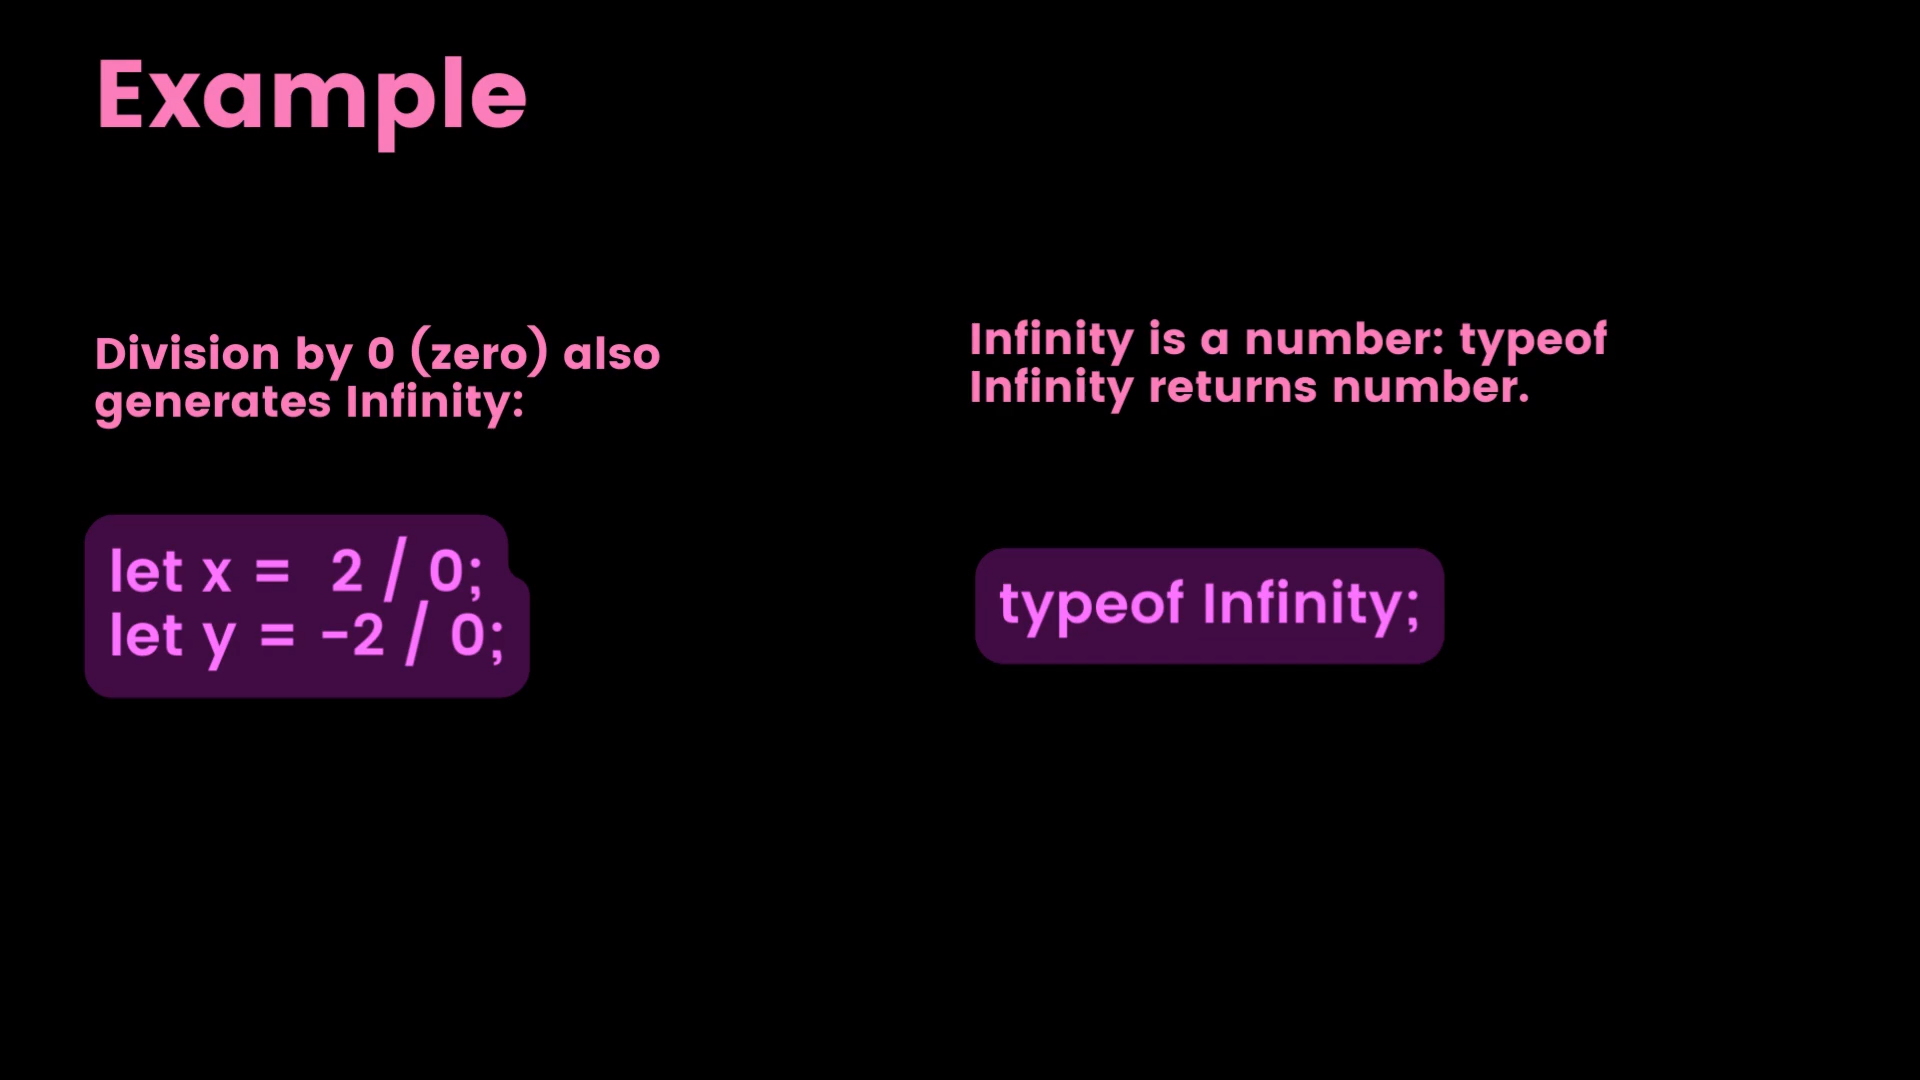 Example
Division by 0 (zero) also
generates Infinity:
let x =  2 / 0;
let y = -2 / 0;
Infinity is a number: typeof
Infinity returns number.
typeof Infinity;